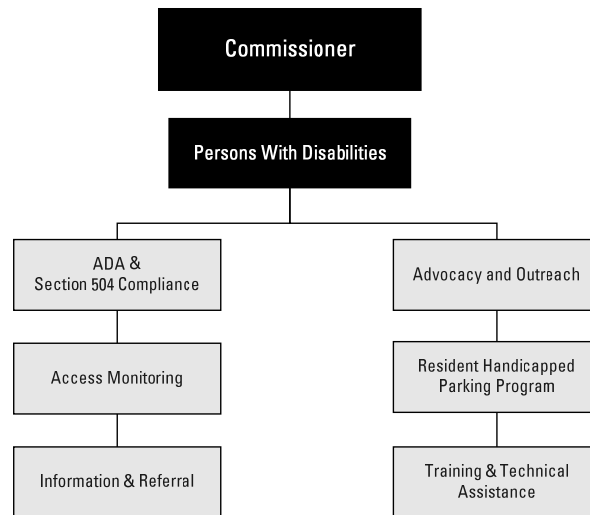 Commissioner
Persons With Disabilities
ADA &
Section 504 Compliance
Access Monitoring
Information & Referral
Advocacy and Outreach
Resident Handicapped
Parking Program
Training & Technical
Assistance